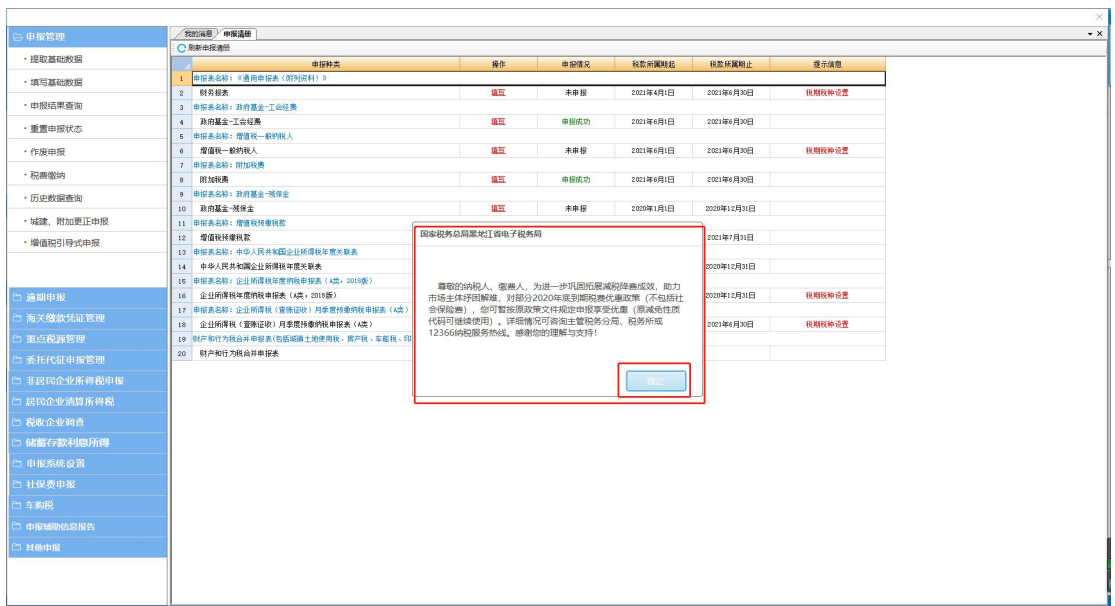 申报管理
我的消息
申报清册
刷新申报清册
·提取基础数据
·填写基础数据
·申报结果查询
·重置申报状态
·作废申报
·税费缴纳
·历史数据查询
·城建、附加更正申报
·增值税引导式申报
逾期申报
海关缴款凭证管理
重点税源管理
委托代征申报管理
非居民企业所得税申报
居民企业清算所得税
税收企业调查
储蓄存款利息所得
申报系统设置
社保费申报
车购税
申报辅助信息报告
其他申报
申报种类 操作 申报情况 税款所属期起 税款所属期止 提示信息
1 申报表名称：《通用申报表（附列资料）》
2 财务报表 填写 未申报 2021年4月1日 2021年6月30日 税期税种设置
3 申报表名称：政府基金-工会经费
4 政府基金-工会经费 填写 申报成功 2021年6月1日 2021年6月30日
5 申报表名称：增值税一般纳税人
6 增值税一般纳税人 填写 未申报 2021年6月1日 2021年6月30日 税期税种设置
7 申报表名称：附加税费
8 附加税费 填写 申报成功 2021年6月1日 2021年6月30日
9 申报表名称：政府基金-残保金
10 政府基金-残保金 填写 未申报 2020年1月1日 2020年12月31日
11 申报表名称：增值税预缴税款
12 增值税预缴税款 2021年7月31日
13 申报表名称：中华人民共和国企业所得税年度关联表
14 中华人民共和国企业所得税年度关联表 2020年12月31日
15 申报表名称：企业所得税年度纳税申报表（A类，2018版）
16 企业所得税年度纳税申报表（A类，2018版） 2020年12月31日 税期税种设置
17 申报表名称：企业所得税（查账征收）月季度预缴纳税申报表（A类）
18 企业所得税（查账征收）月季度预缴纳税申报表（A类） 2021年6月30日 税期税种设置
19 财产和行为税合并申报表(包括城镇土地使用税、房产税、车船税、印
20 财产和行为税合并申报表
国家税务总局黑龙江省电子税务局
尊敬的纳税人、缴费人，为进一步巩固拓展减税降费成效，助力
市场主体纾困解难，对部分2020年底到期税费优惠政策（不包括社
会保险费），您可暂按原政策文件规定申报享受优惠（原减免性质
代码可继续使用）。详细情况可咨询主管税务分局、税务所或
12366纳税服务热线。感谢您的理解与支持！
确定